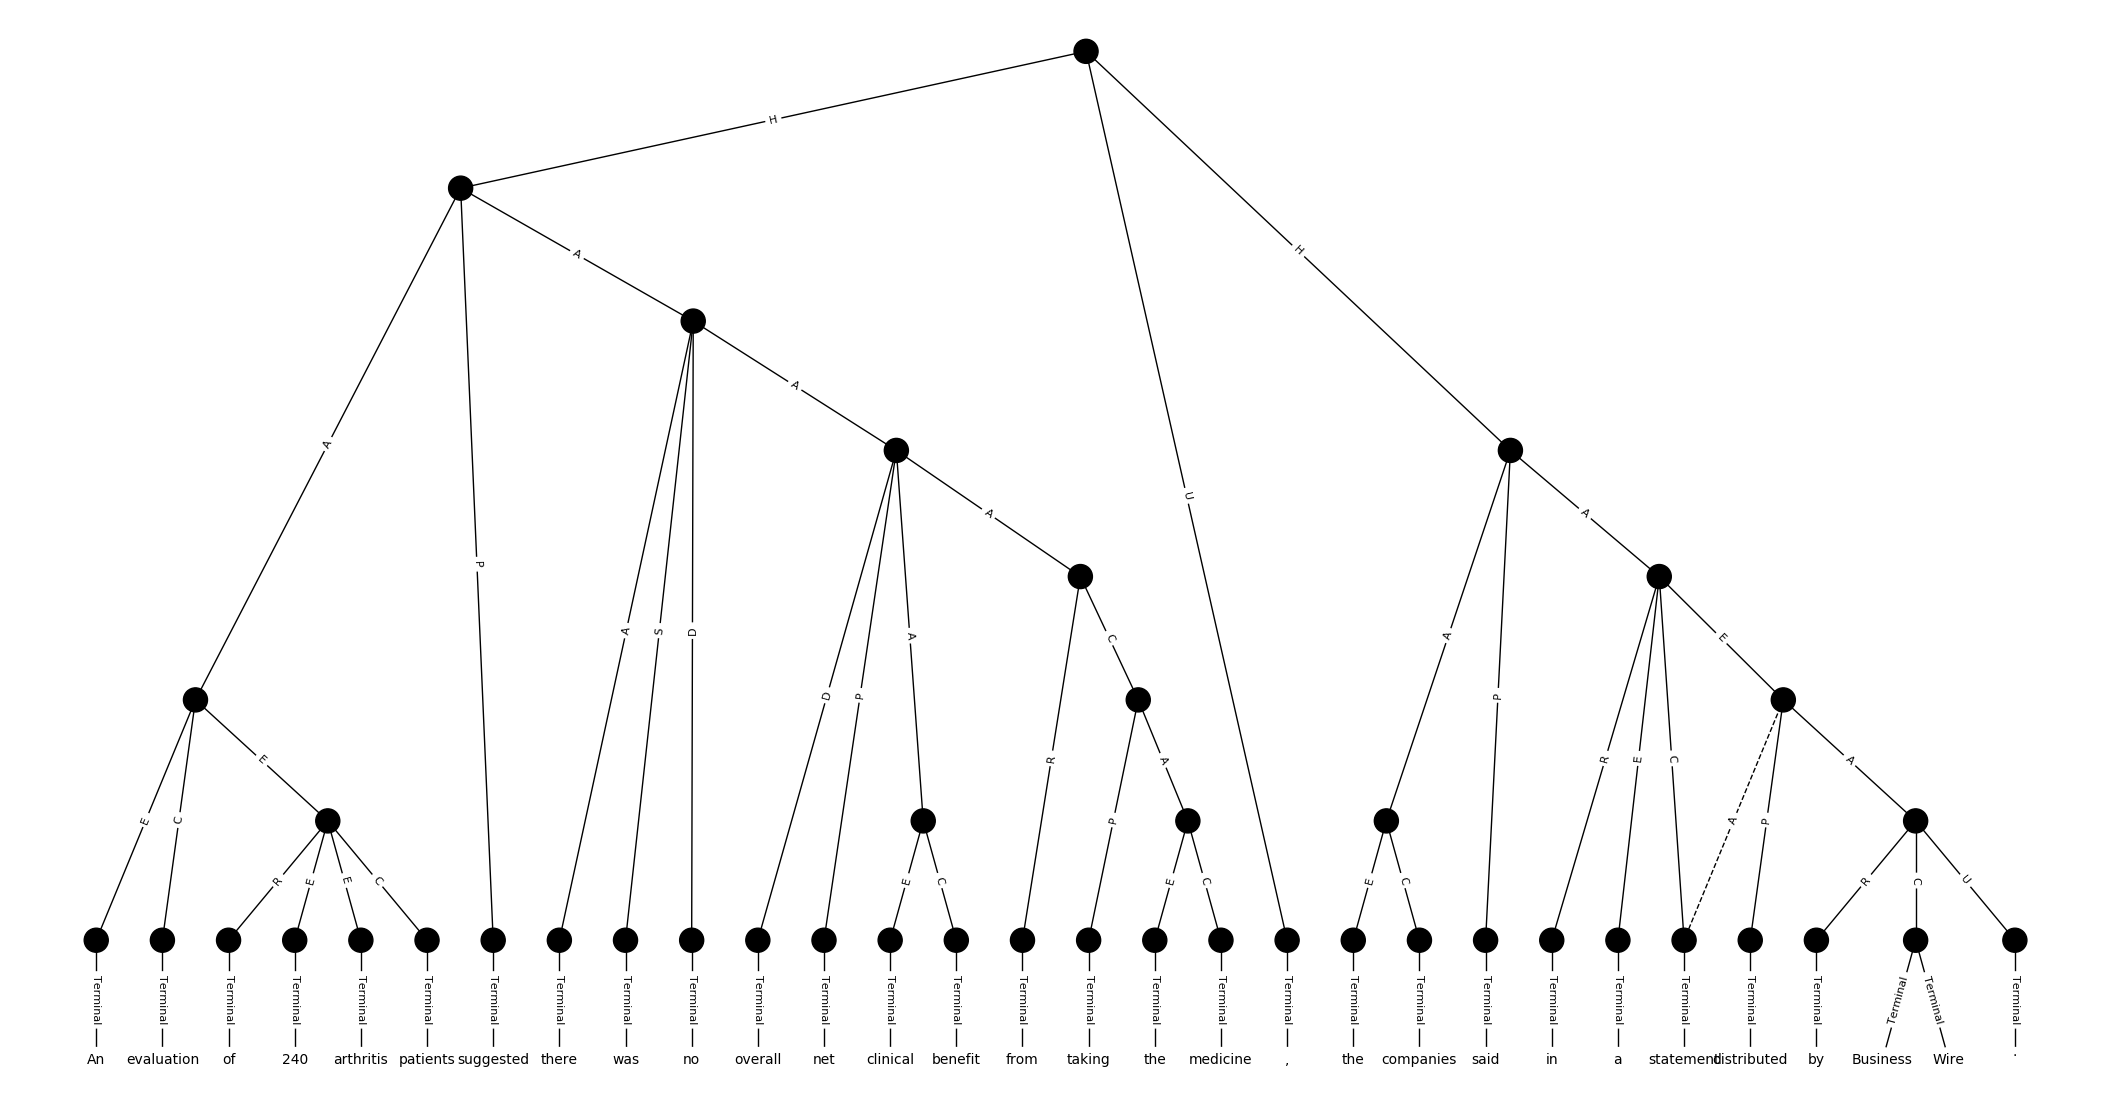 H
A
A
H
A
A
U
A
P
A
A
S
D
C
A
D
P
A
P
E
E
R
A
R
E
C
A
E
C
P
A
P
R
E
E
C
E
C
E
C
E
C
R
C
U
Terminal Terminal Terminal Terminal Terminal Terminal Terminal Terminal Terminal Terminal Terminal Terminal Terminal Terminal Terminal Terminal Terminal Terminal Terminal Terminal Terminal Terminal Terminal Terminal Terminal Terminal Terminal Terminal Terminal Terminal
An evaluation of 240 arthritis patients suggested there was no overall net clinical benefit from taking the medicine , the companies said in a statement distributed by Business Wire .